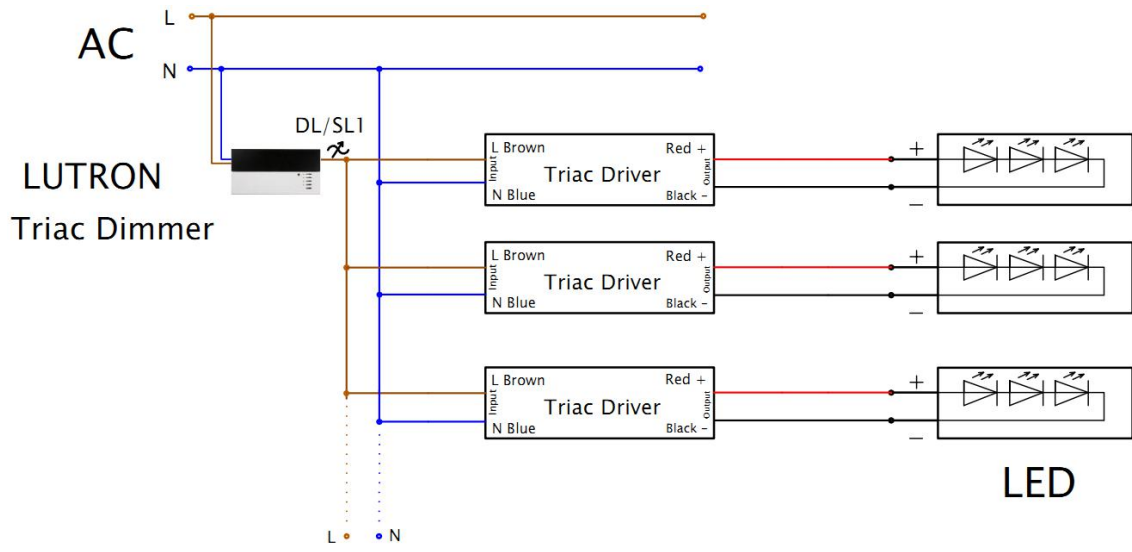 L
AC
N
DL/SL1
LUTRON
Triac Dimmer
L Brown
Red +
Input
Triac Driver
Output
N Blue
Black -
+
−
L Brown
Red +
Input
Triac Driver
Output
N Blue
Black -
+
−
L Brown
Red +
Input
Triac Driver
Output
N Blue
Black -
+
−
LED
L
N